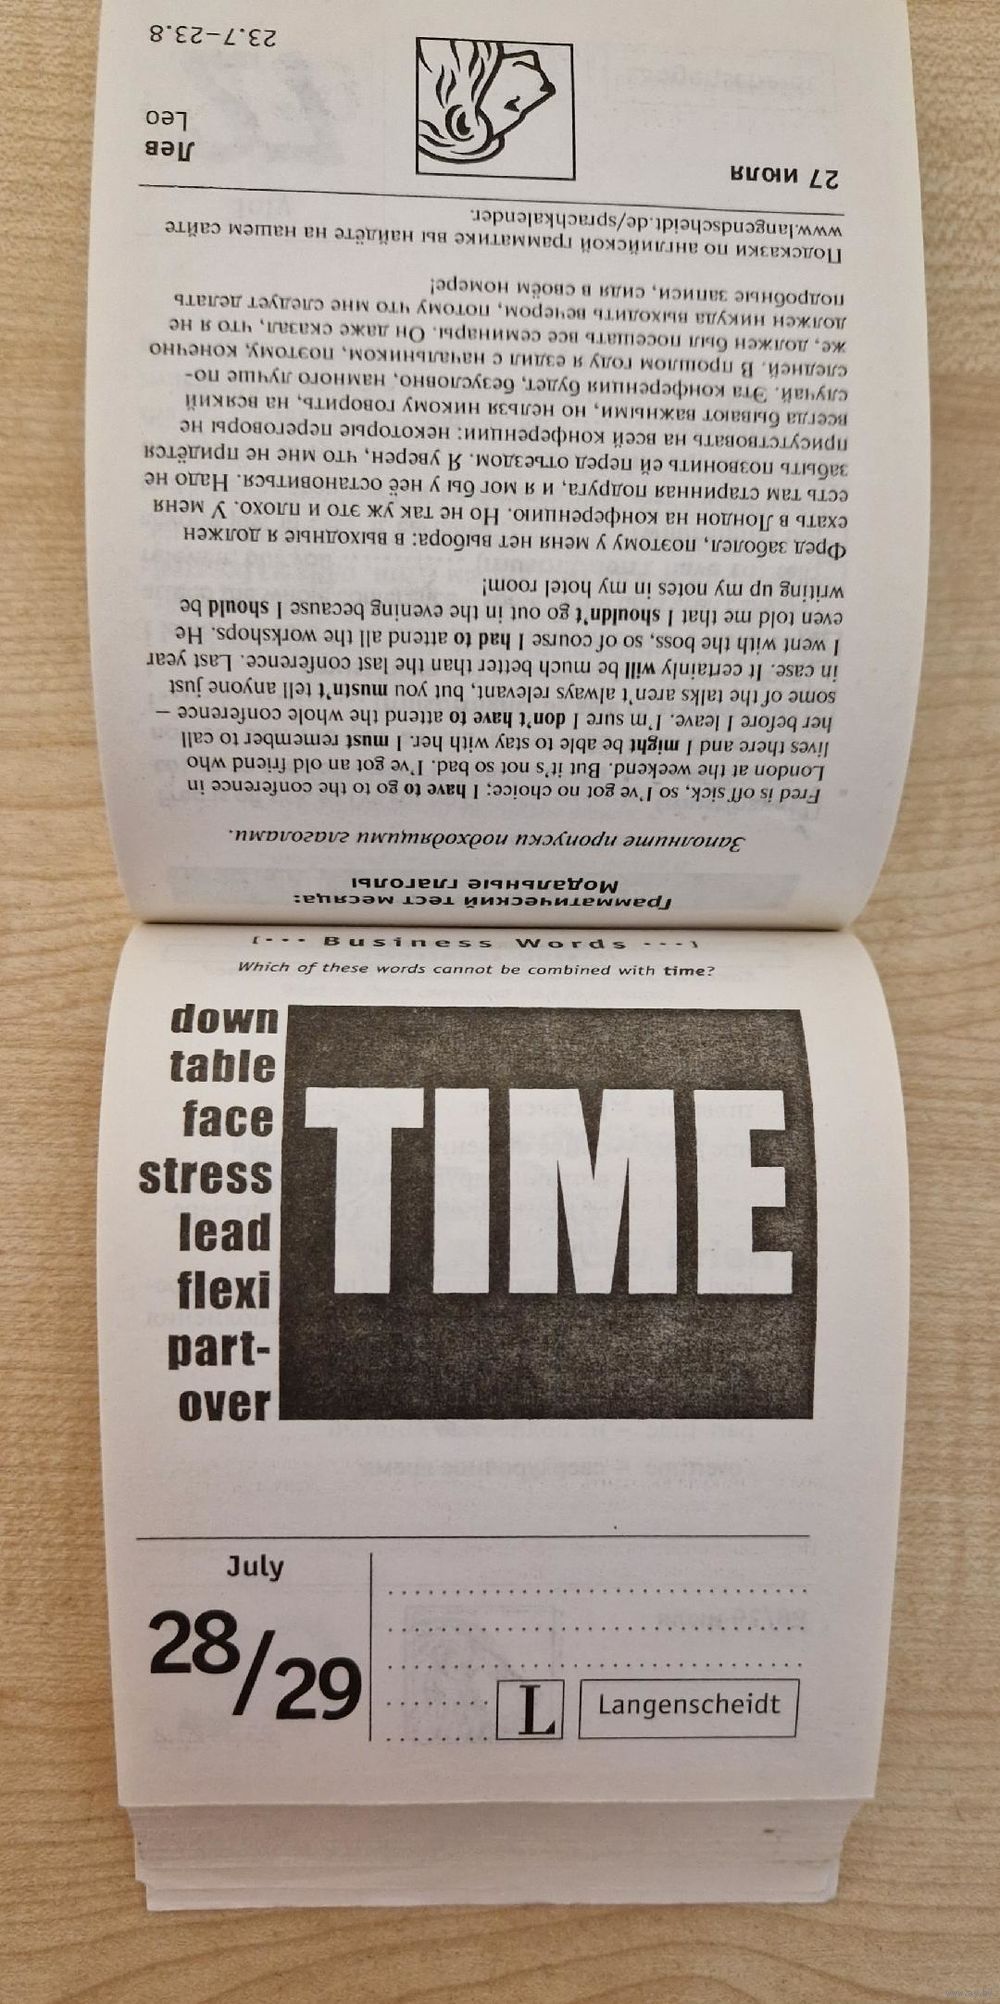 Грамматический тест месяца:
Модальные глаголы
Заполните пропуски подходящими глаголами.
Fred is off sick, so I've got no choice; I have to go to the conference in
London at the weekend. But it's not so bad. I've got an old friend who
lives there and I might be able to stay with her. I must remember to call
her before I leave. I'm sure I don't have to attend the whole conference –
some of the talks aren't always relevant, but you mustn't tell anyone just
in case. It certainly will be much better than the last conference. Last year
I went with the boss, so of course I had to attend all the workshops. He
even told me that I shouldn't go out in the evening because I should be
writing up my notes in my hotel room!
Фред заболел, поэтому у меня нет выбора: в выходные я должен
ехать в Лондон на конференцию. Но не так уж это и плохо. У меня
есть там старинная подруга, и я мог бы у неё остановиться. Надо не
забыть позвонить ей перед отъездом. Я уверен, что мне не придётся
присутствовать на всей конференции: некоторые переговоры не
всегда бывают важными, но нельзя никому говорить, на всякий
случай. Эта конференция будет, безусловно, намного лучше по-
следней. В прошлом году я ездил с начальником, поэтому, конечно
же, должен был посещать все семинары. Он даже сказал, что я не
должен никуда выходить вечером, потому что мне следует делать
подробные записи, сидя в своём номере!
Подсказки по английской грамматике вы найдёте на нашем сайте
www.langendscheidt.de/sprachkalender.
27 июля
Лев
Leo
23.7–23.8
[--- Business Words ---]
Which of these words cannot be combined with time?
down
table
face
stress
lead
flexi
part-
over
TIME
July
28/29
L Langenscheidt